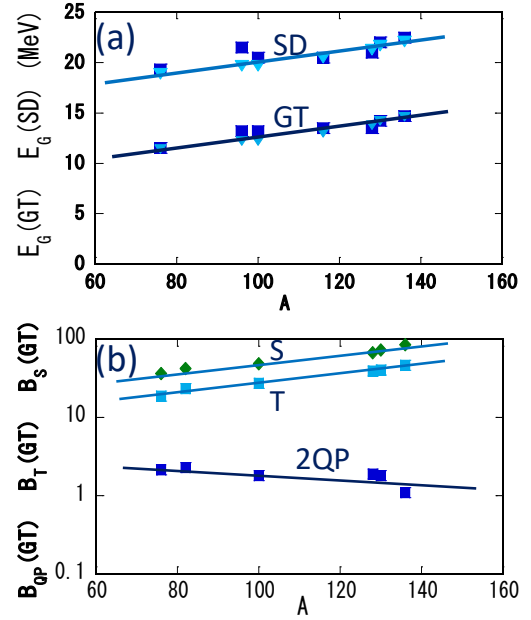 (a)
E_G(GT) E_G(SD) (MeV)
25
20
15
10
5
0
SD
GT
60 80 100 120 140 160
A
(b)
B_QP(GT) B_T(GT) B_S(GT)
100
10
1
0.1
S
T
2QP
60 80 100 120 140 160
A